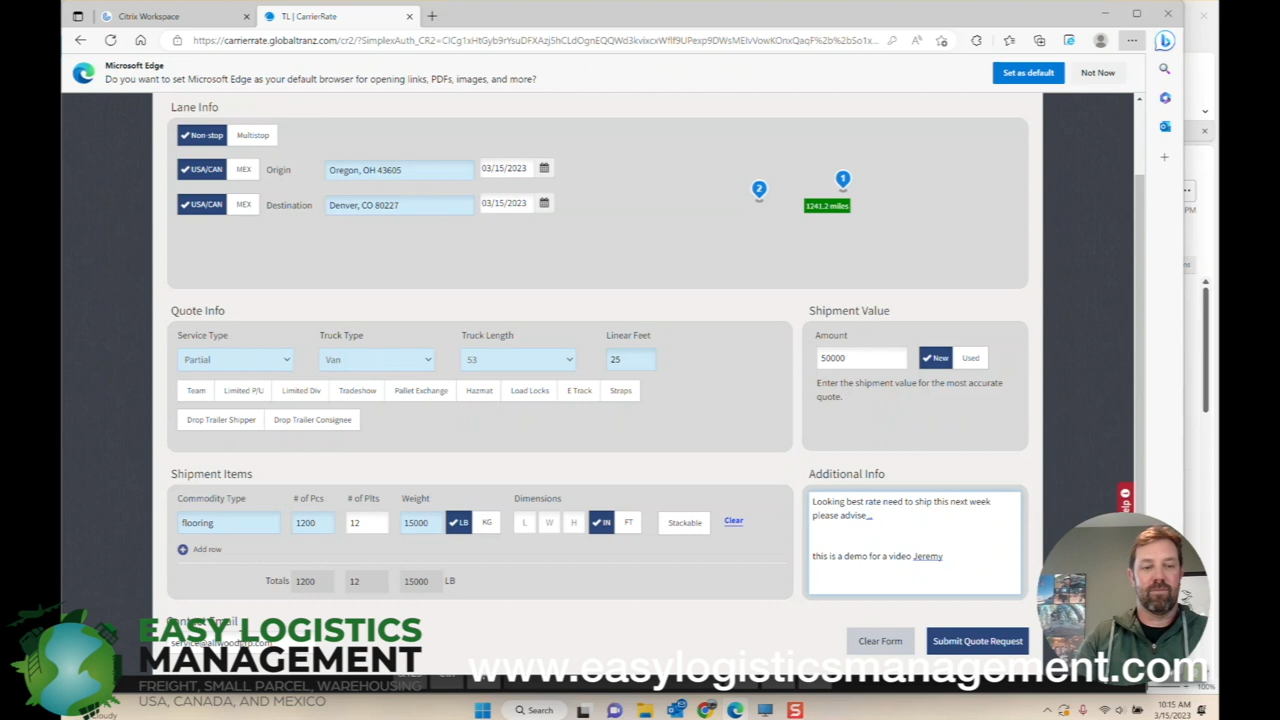 Citrix Workspace
TL | CarrierRate
Microsoft Edge
Do you want to set Microsoft Edge as your default browser for opening links, PDFs, images, and more?
Set as default
Not Now
Lane Info
Non-stop
Multistop
USA/CAN
MEX
Origin
Oregon, OH 43605
03/15/2023
USA/CAN
MEX
Destination
Denver, CO 80227
03/15/2023
2
1
1241.2 miles
PM
Quote Info
Service Type
Truck Type
Truck Length
Linear Feet
Partial
Van
53
25
Team
Limited P/U
Limited Div
Tradeshow
Pallet Exchange
Hazmat
Load Locks
E Track
Straps
Drop Trailer Shipper
Drop Trailer Consignee
Shipment Value
Amount
50000
New
Used
Enter the shipment value for the most accurate
quote.
Shipment Items
Commodity Type
# of Pcs
# of Plts
Weight
Dimensions
flooring
1200
12
15000
LB
KG
L
W
H
IN
FT
Stackable
Clear
Add row
Totals
1200
12
15000
LB
Additional Info
Looking best rate need to ship this next week
please advise...
this is a demo for a video Jeremy
Contact Email
service@allwoodcrp.com
Clear Form
Submit Quote Request
EASY LOGISTICS
MANAGEMENT
FREIGHT, SMALL PARCEL, WAREHOUSING
USA, CANADA, AND MEXICO
www.easylogisticsmanagement.com
Cloudy
Search
100%
10:15 AM
3/15/2023